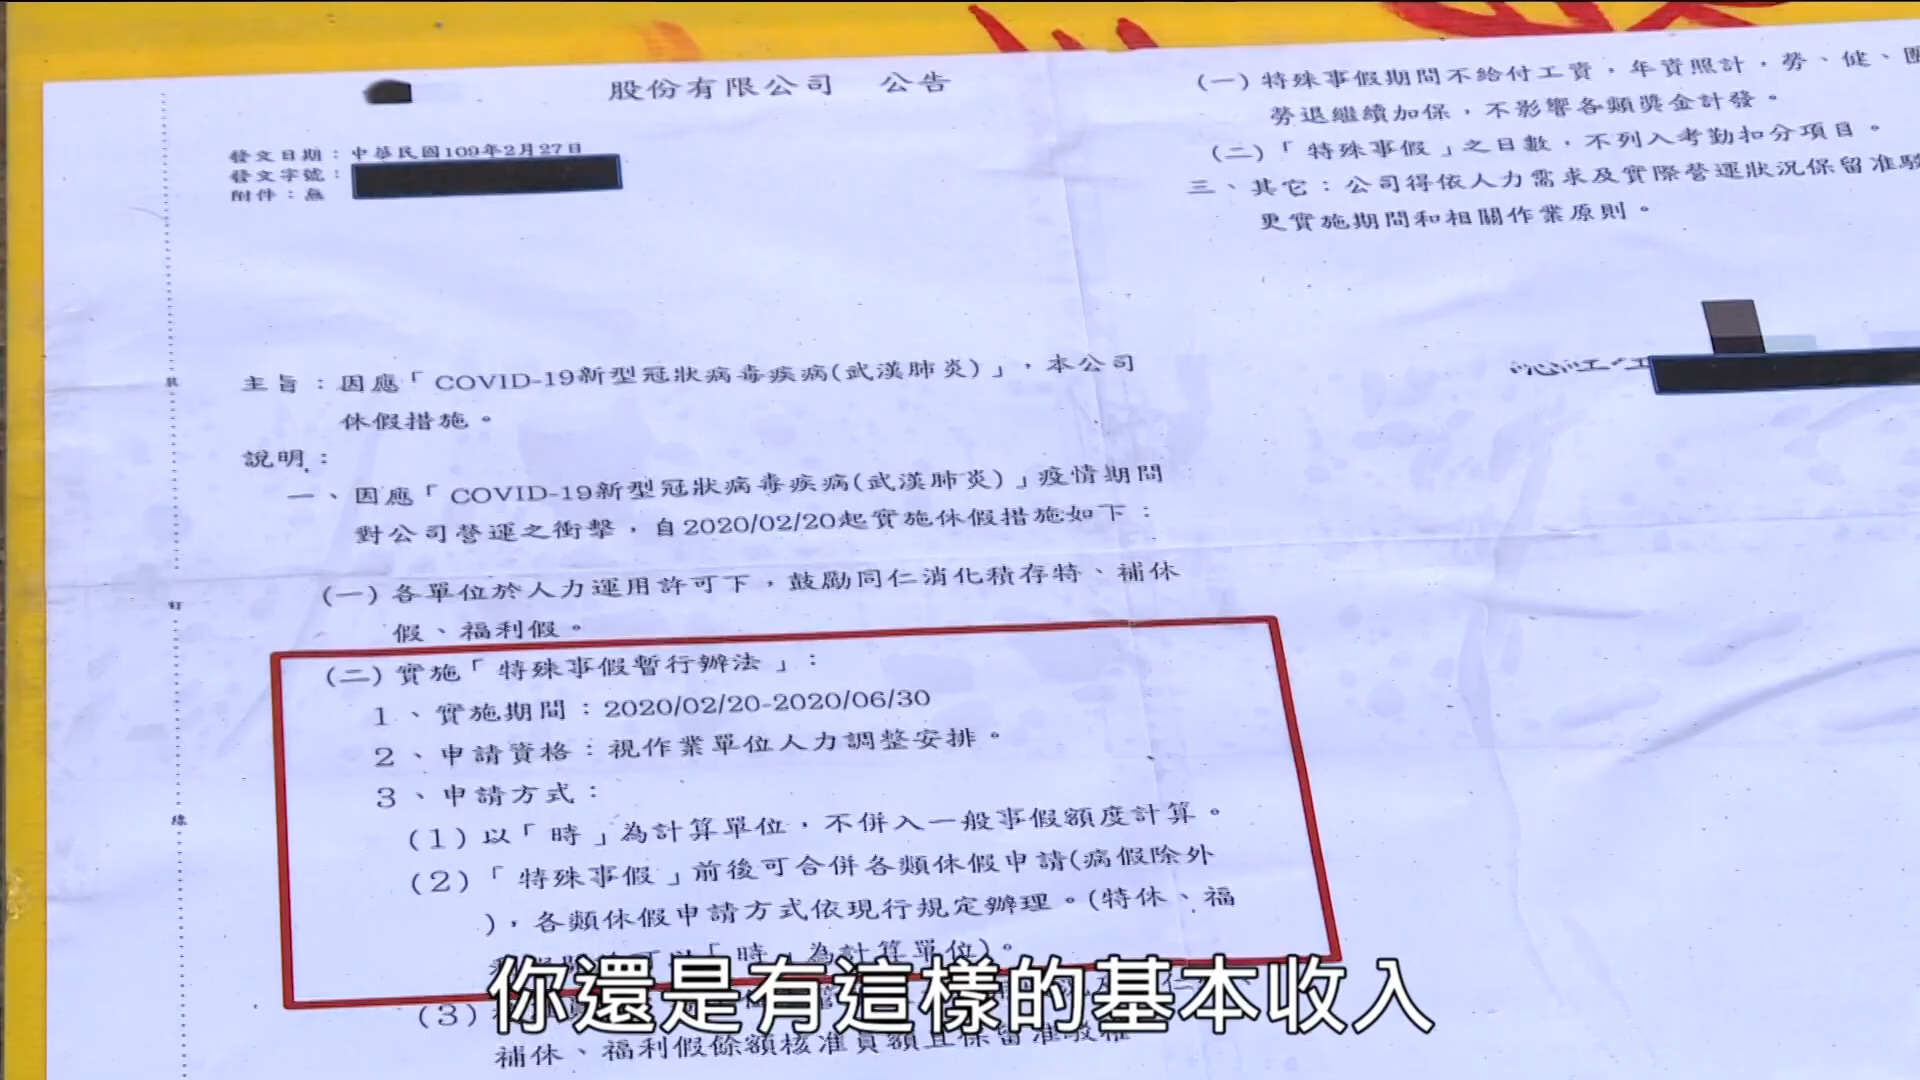 股份有限公司 公告
發文日期：中華民國109年2月27日
發文字號：
附件：無
主旨：因應「COVID-19新型冠狀病毒疾病(武漢肺炎)」，本公司
休假措施。
說明：
一、因應「COVID-19新型冠狀病毒疾病(武漢肺炎)」疫情期間
對公司營運之衝擊，自2020/02/20起實施休假措施如下：
(一)各單位於人力運用許可下，鼓勵同仁消化積存特、補休
假、福利假。
(二)實施「特殊事假暫行辦法」：
1、實施期間：2020/02/20-2020/06/30
2、申請資格：視作業單位人力調整安排。
3、申請方式：
(1)以「時」為計算單位，不併入一般事假額度計算。
(2)「特殊事假」前後可合併各類休假申請(病假除外
)，各類休假申請方式依現行規定辦理。(特休、福
「時」為計算單位)。
(3)
補休、福利假餘額核准員額且保留准駁權
(一)特殊事假期間不給付工資，年資照計，勞、健、團
勞退繼續加保，不影響各類獎金計發。
(二)「特殊事假」之日數，不列入考勤扣分項目。
三、其它：公司得依人力需求及實際營運狀況保留准駁
更實施期間和相關作業原則。
裝
訂
線
你還是有這樣的基本收入